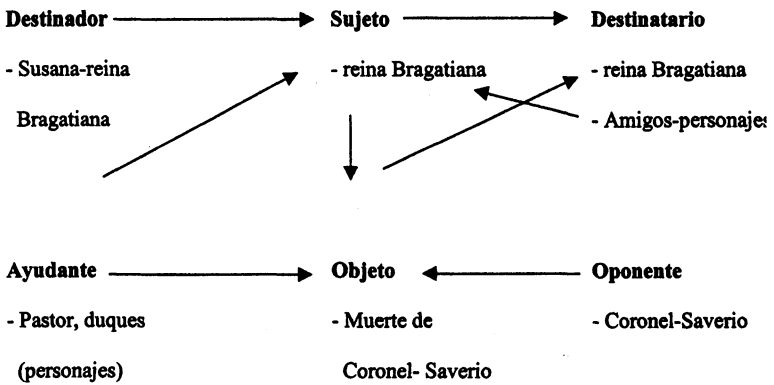 Destinador Sujeto Destinatario
- Susana-reina - reina Bragatiana - reina Bragatiana
Bragatiana - Amigos-personajes
Ayudante Objeto Oponente
- Pastor, duques - Muerte de - Coronel-Saverio
(personajes) Coronel- Saverio